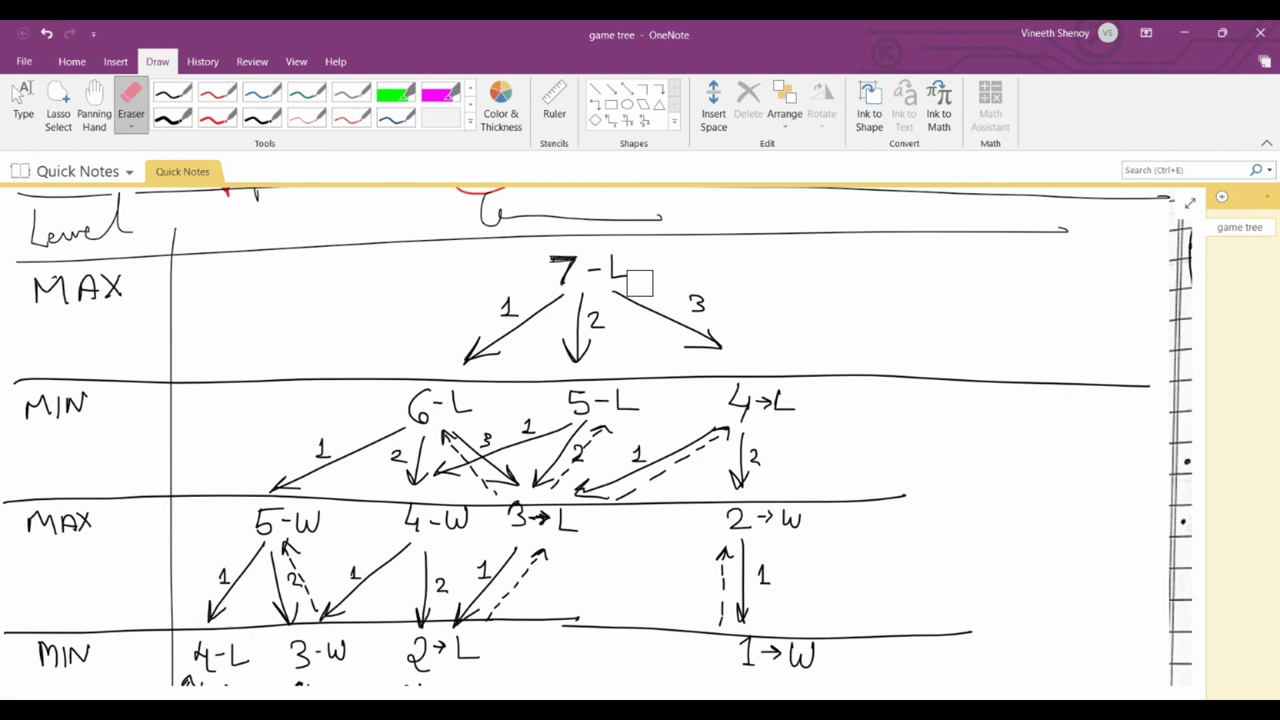 game tree - OneNote
Vineeth Shenoy VS
File Home Insert Draw History Review View Help
Type Lasso Select Panning Hand Eraser
Color & Thickness Ruler
Insert Space Delete Arrange Rotate
Ink to Shape Ink to Text Ink to Math Math Assistant
Tools Stencils Shapes Edit Convert Math
Quick Notes Quick Notes Search (Ctrl+E)
game tree
Level
MAX 7-L
1 2 3
MIN 6-L 5-L 4→L
1 2 3 1 2 1 2
MAX 5-W 4-W 3→L 2→W
1 2 1 2 1 1
MIN 4-L 3-W 2→L 1→W